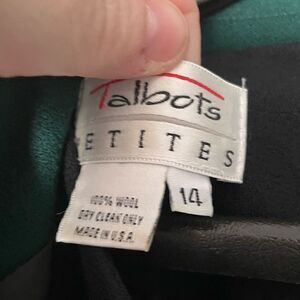 Talbots
ETITES
14
100% WOOL
DRY CLEAN ONLY
MADE IN U.S.A.